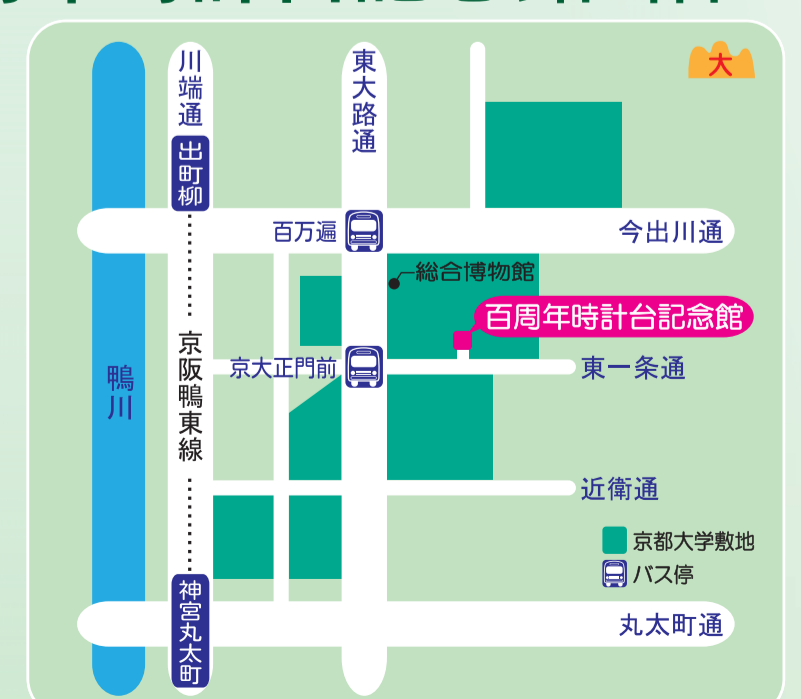 大
川端通
東大路通
出町柳
百万遍
今出川通
総合博物館
百周年時計台記念館
京阪鴨東線
京大正門前
東一条通
鴨川
近衛通
京都大学敷地
バス停
神宮丸太町
丸太町通